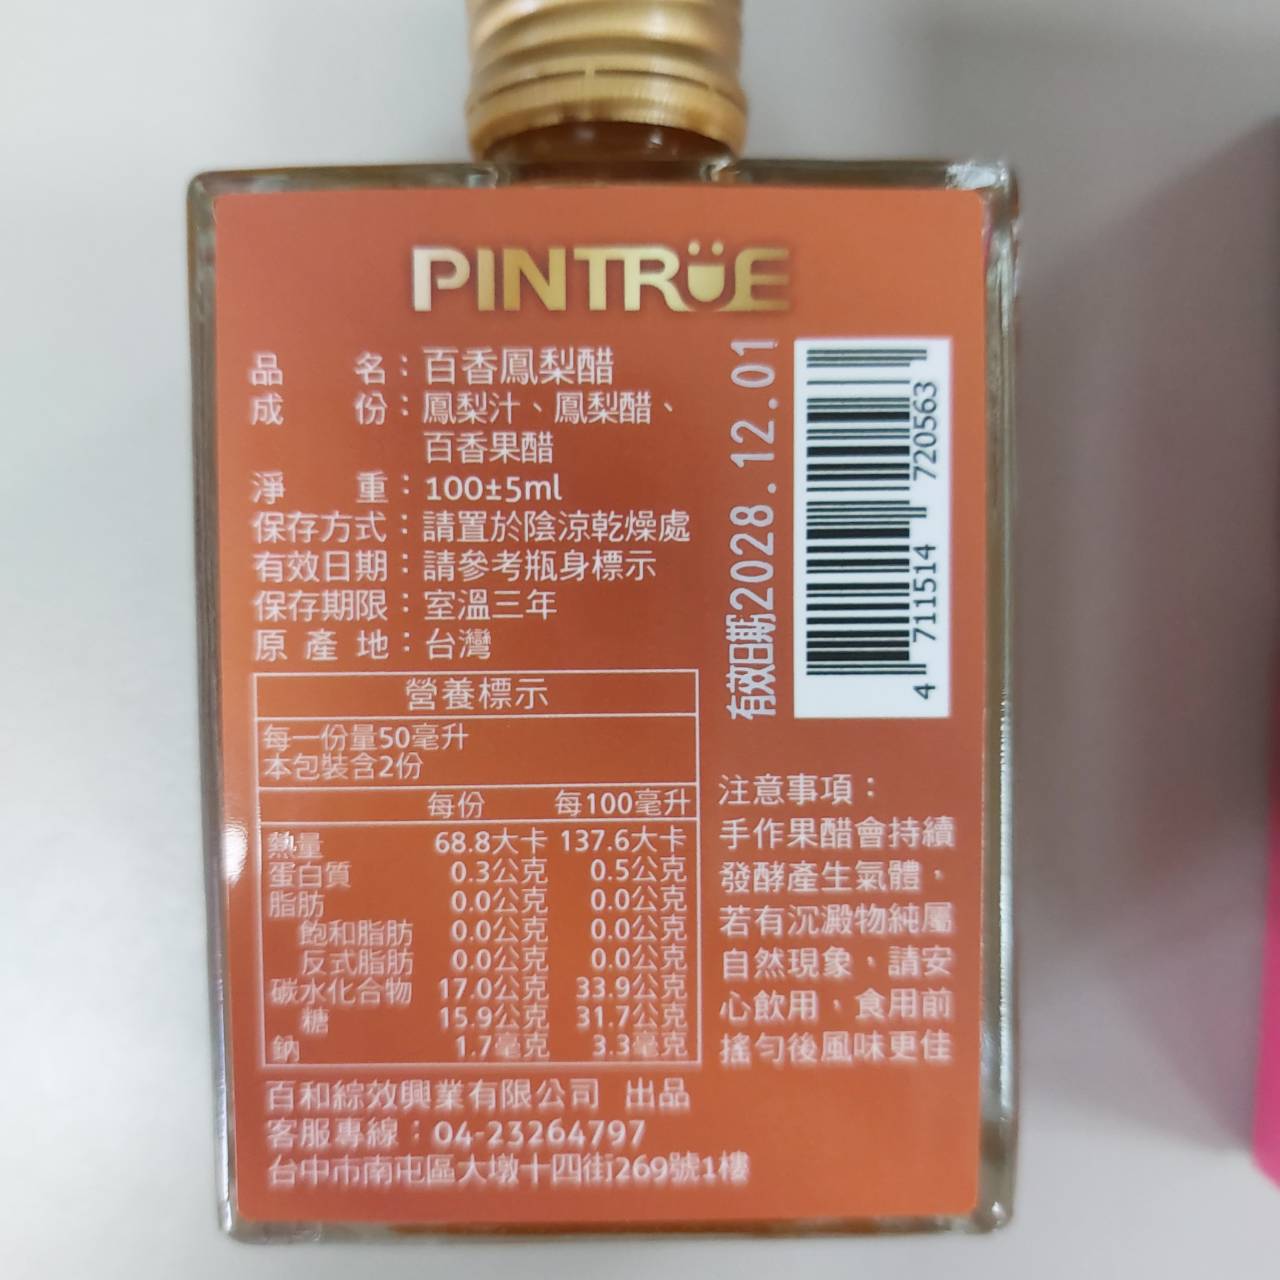 PINTRÜE
品名：百香鳳梨醋
成份：鳳梨汁、鳳梨醋、
百香果醋
淨重：100±5ml
保存方式：請置於陰涼乾燥處
有效日期：請參考瓶身標示
保存期限：室溫三年
原產地：台灣
有效日期2028.12.01
4 711514 720563
營養標示
每一份量50毫升
本包裝含2份
每份 每100毫升
熱量 68.8大卡 137.6大卡
蛋白質 0.3公克 0.5公克
脂肪 0.0公克 0.0公克
飽和脂肪 0.0公克 0.0公克
反式脂肪 0.0公克 0.0公克
碳水化合物 17.0公克 33.9公克
糖 15.9公克 31.7公克
鈉 1.7毫克 3.3毫克
注意事項：
手作果醋會持續
發酵產生氣體，
若有沉澱物純屬
自然現象，請安
心飲用，食用前
搖勻後風味更佳
百和綜效興業有限公司 出品
客服專線：04-23264797
台中市南屯區大墩十四街269號1樓